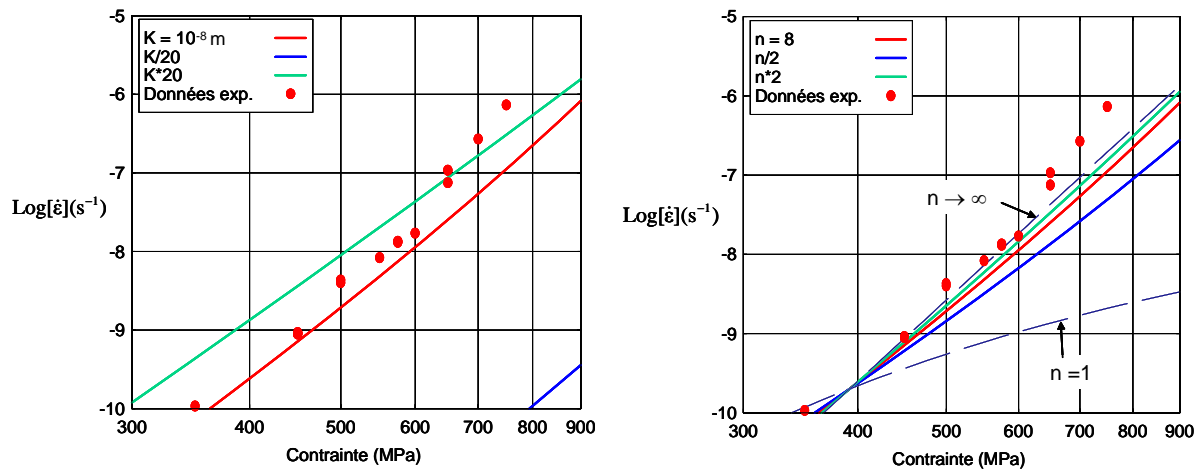 -5
-6
-7
-8
-9
-10
K = 10⁻⁸ m
K/20
K*20
Données exp.
Log[ε̇](s⁻¹)
300 400 500 600 700 800 900
Contrainte (MPa)
-5
-6
-7
-8
-9
-10
n = 8
n/2
n*2
Données exp.
n → ∞
n =1
Log[ε̇](s⁻¹)
300 400 500 600 700 800 900
Contrainte (MPa)